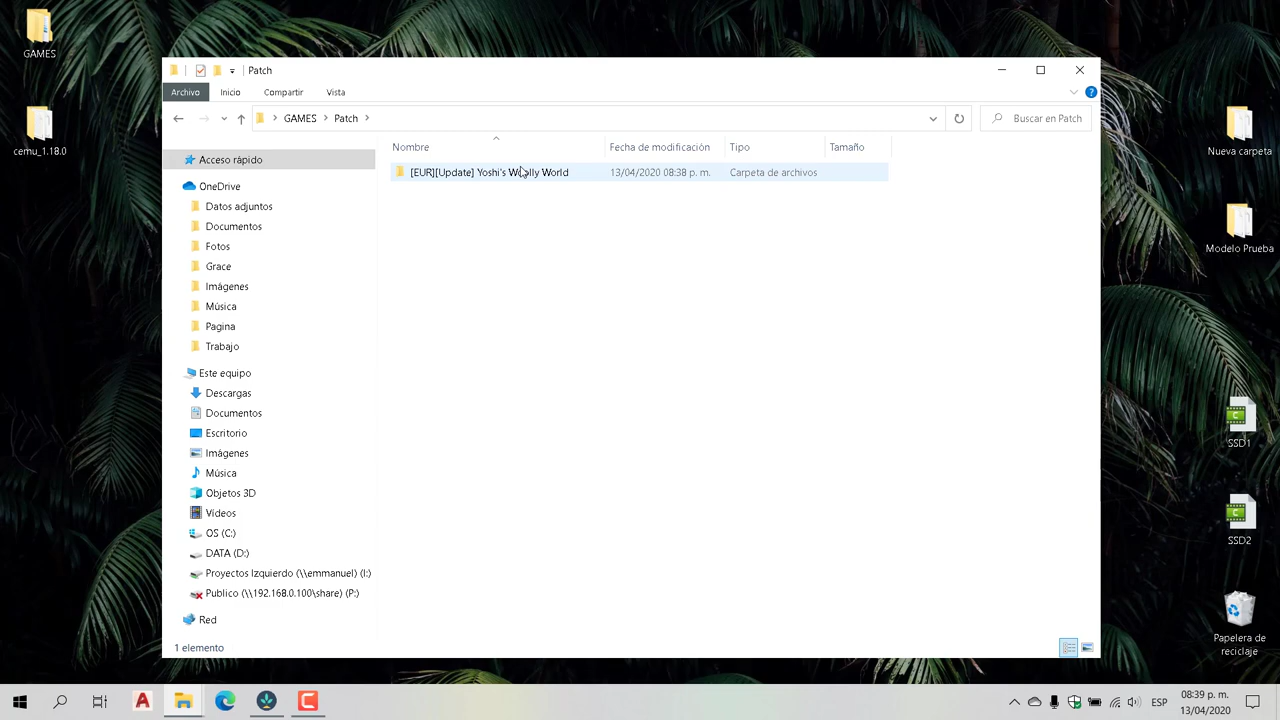 GAMES
cemu_1.18.0
Patch
Archivo
Inicio
Compartir
Vista
GAMES
Patch
Buscar en Patch
Nombre
Fecha de modificación
Tipo
Tamaño
[EUR][Update] Yoshi's Woolly World
13/04/2020 08:38 p. m.
Carpeta de archivos
Acceso rápido
OneDrive
Datos adjuntos
Documentos
Fotos
Grace
Imágenes
Música
Pagina
Trabajo
Este equipo
Descargas
Documentos
Escritorio
Imágenes
Música
Objetos 3D
Vídeos
OS (C:)
DATA (D:)
Proyectos Izquierdo (\\emmanuel) (I:)
Publico (\\192.168.0.100\share) (P:)
Red
1 elemento
Nueva carpeta
Modelo Prueba
SSD1
SSD2
Papelera de
reciclaje
ESP
08:39 p. m.
13/04/2020